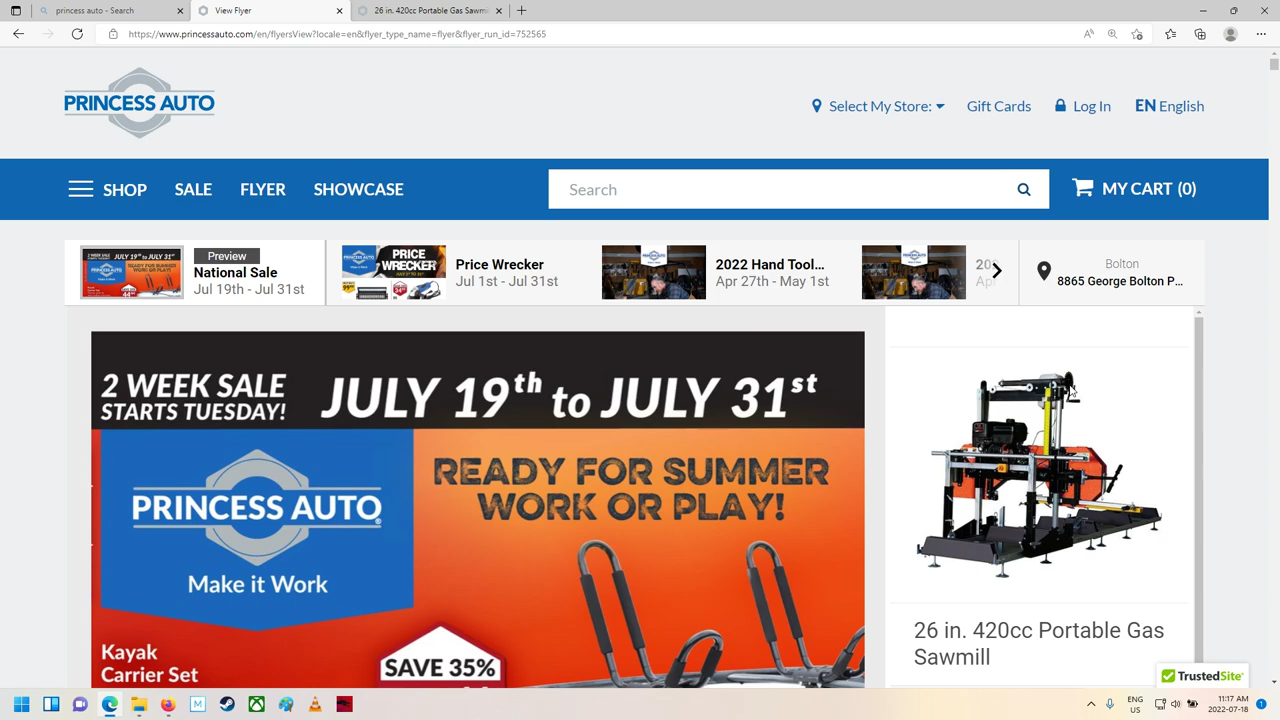 princess auto - Search
View Flyer
26 in. 420cc Portable Gas Sawmil
https://www.princessauto.com/en/flyersView?locale=en&flyer_type_name=flyer&flyer_run_id=752565
PRINCESS AUTO
Select My Store:
Gift Cards
Log In
EN English
SHOP
SALE
FLYER
SHOWCASE
Search
MY CART (0)
Preview
National Sale
Jul 19th - Jul 31st
Price Wrecker
Jul 1st - Jul 31st
2022 Hand Tool...
Apr 27th - May 1st
Bolton
8865 George Bolton P...
2 WEEK SALE
STARTS TUESDAY!
JULY 19th to JULY 31st
PRINCESS AUTO
Make it Work
READY FOR SUMMER
WORK OR PLAY!
Kayak
Carrier Set
SAVE 35%
26 in. 420cc Portable Gas
Sawmill
TrustedSite
ENG
US
11:17 AM
2022-07-18